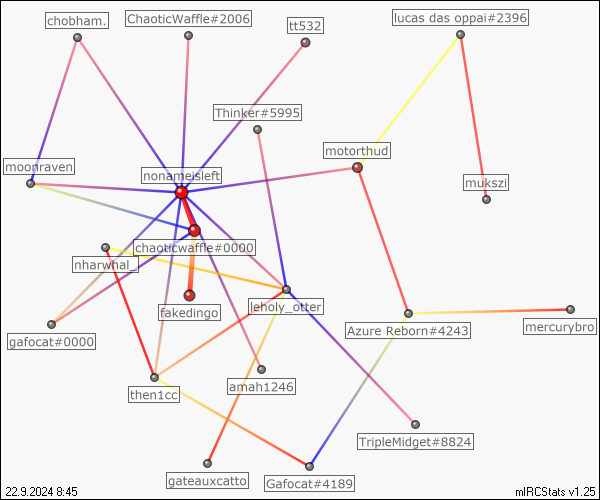 chobham.
ChaoticWaffle#2006
tt532
lucas das oppai#2396
Thinker#5995
motorthud
moonraven
nonameisleft
mukszi
chaoticwaffle#0000
nharwhal_
fakedingo
leholy_otter
Azure Reborn#4243
mercurybro
gafocat#0000
then1cc
amah1246
TripleMidget#8824
gateauxcatto
Gafocat#4189
22.9.2024 8:45
mIRCStats v1.25